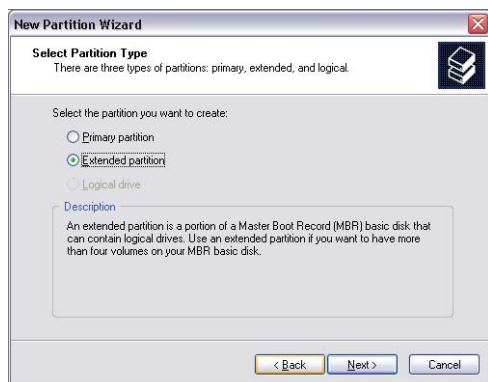 New Partition Wizard
Select Partition Type
There are three types of partitions: primary, extended, and logical.
Select the partition you want to create:
Primary partition
Extended partition
Logical drive
Description
An extended partition is a portion of a Master Boot Record (MBR) basic disk that
can contain logical drives. Use an extended partition if you want to have more
than four volumes on your MBR basic disk.
< Back
Next >
Cancel